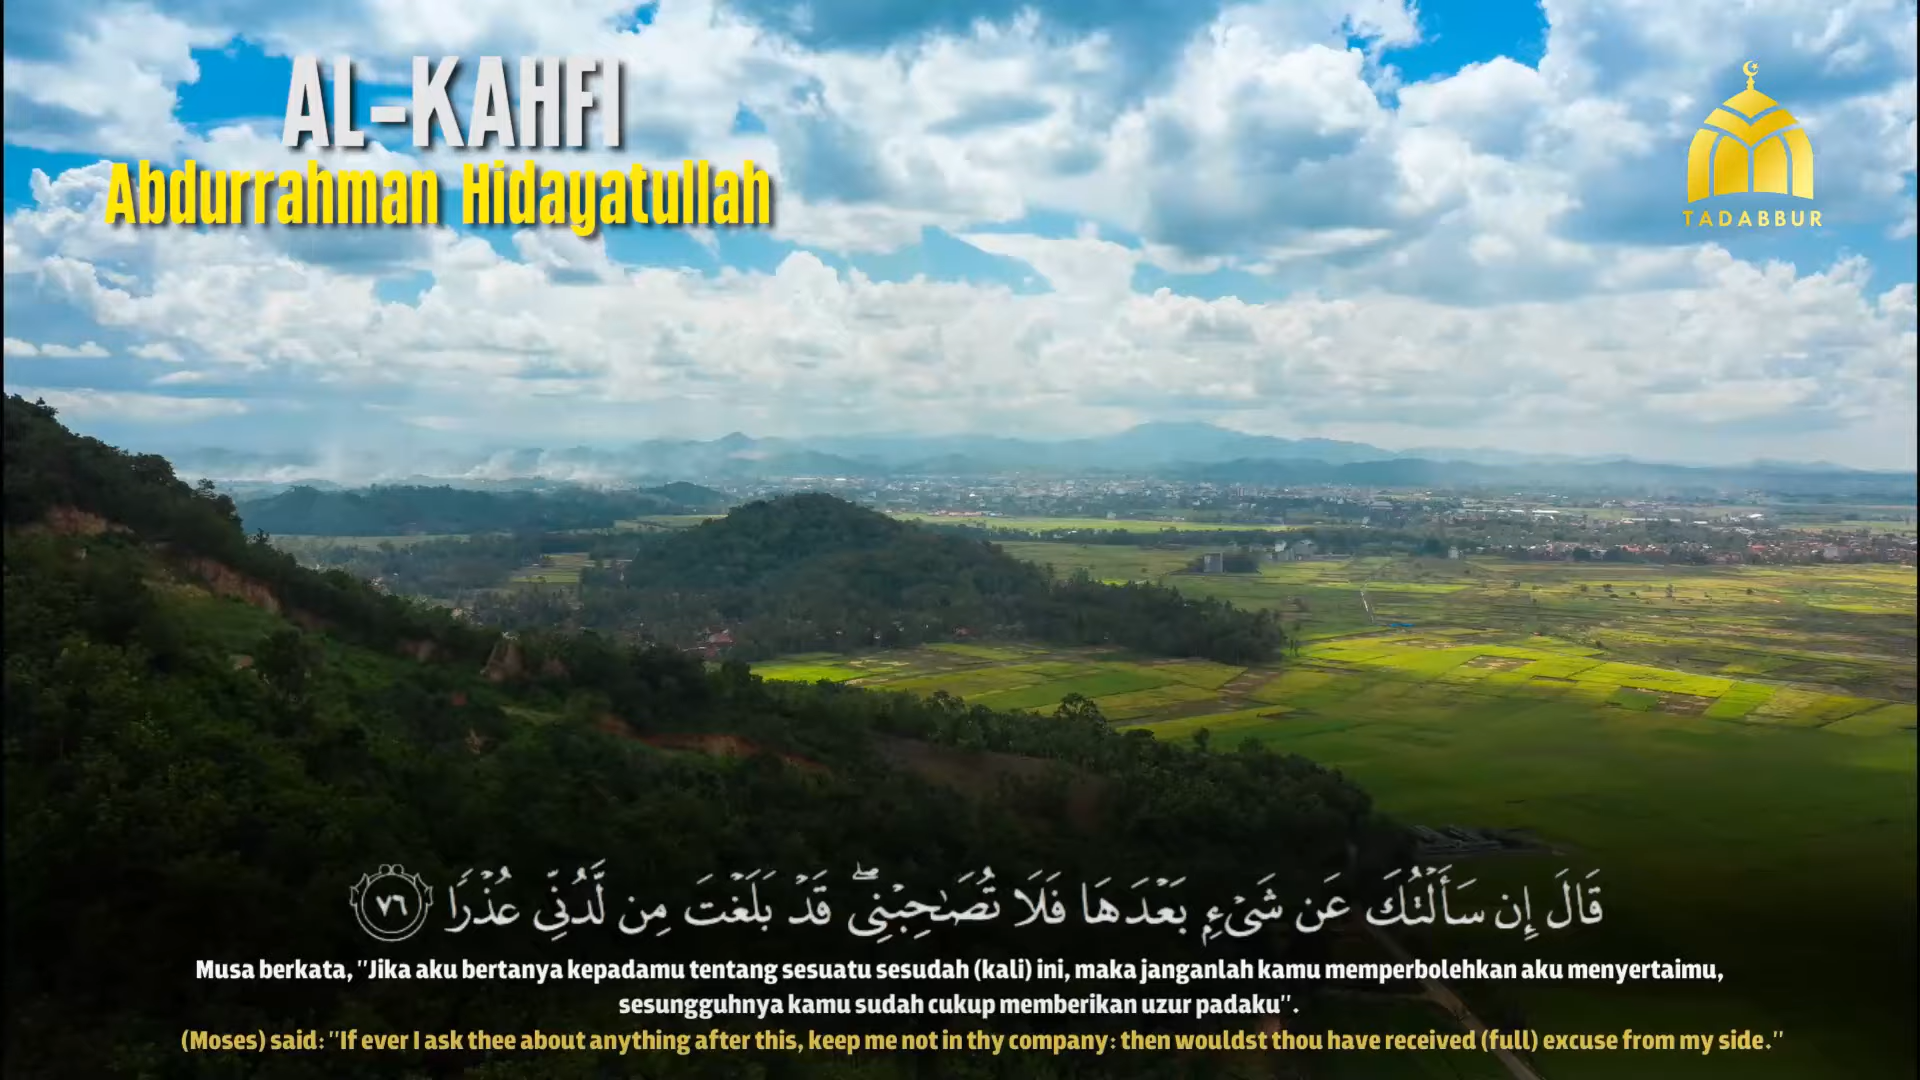 AL-KAHFI
Abdurrahman Hidayatullah
TADABBUR
قَالَ إِن سَأَلْتُكَ عَن شَىْءٍۭ بَعْدَهَا فَلَا تُصَـٰحِبْنِى ۖ قَدْ بَلَغْتَ مِن لَّدُنِّى عُذْرًا ٧٦
Musa berkata, "Jika aku bertanya kepadamu tentang sesuatu sesudah (kali) ini, maka janganlah kamu memperbolehkan aku menyertaimu,
sesungguhnya kamu sudah cukup memberikan uzur padaku".
(Moses) said: "If ever I ask thee about anything after this, keep me not in thy company: then wouldst thou have received (full) excuse from my side."